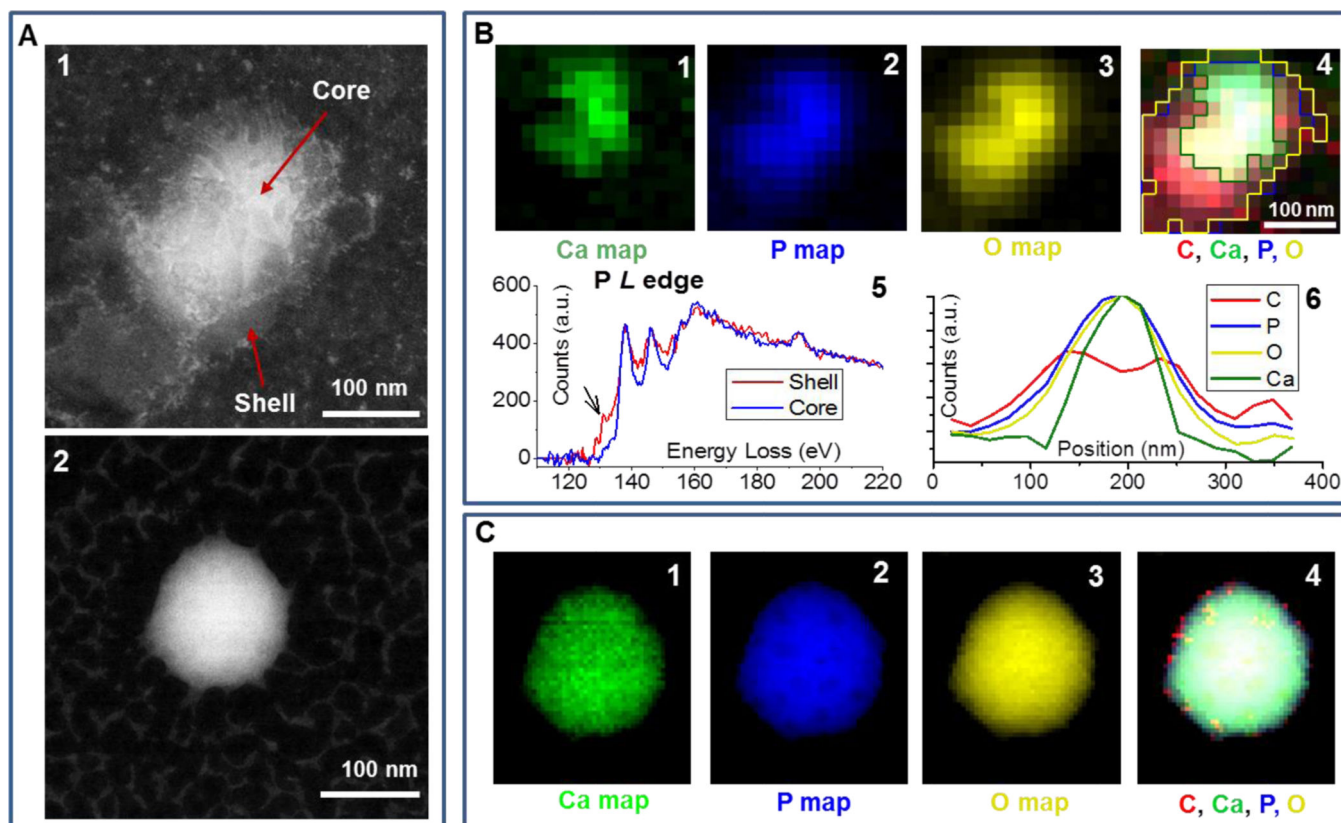 A
1
Core
Shell
100 nm
2
100 nm
B
1
2
3
4
100 nm
Ca map
P map
O map
C, Ca, P, O
P L edge
5
600
400
200
0
Counts (a.u.)
Shell
Core
Energy Loss (eV)
120 140 160 180 200 220
6
C
P
O
Ca
Counts (a.u.)
Position (nm)
0 100 200 300 400
C
1
2
3
4
Ca map
P map
O map
C, Ca, P, O